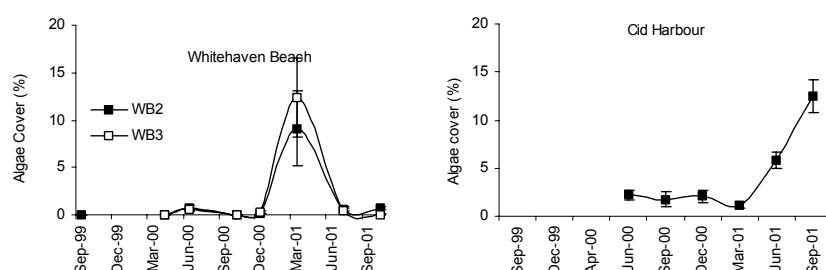 Whitehaven Beach
Algae Cover (%)
20
15
10
5
0
WB2
WB3
Sep-99
Dec-99
Mar-00
Jun-00
Sep-00
Dec-00
Mar-01
Jun-01
Sep-01
Cid Harbour
Algae cover (%)
20
15
10
5
0
Sep-99
Dec-99
Apr-00
Jun-00
Sep-00
Dec-00
Mar-01
Jun-01
Sep-01